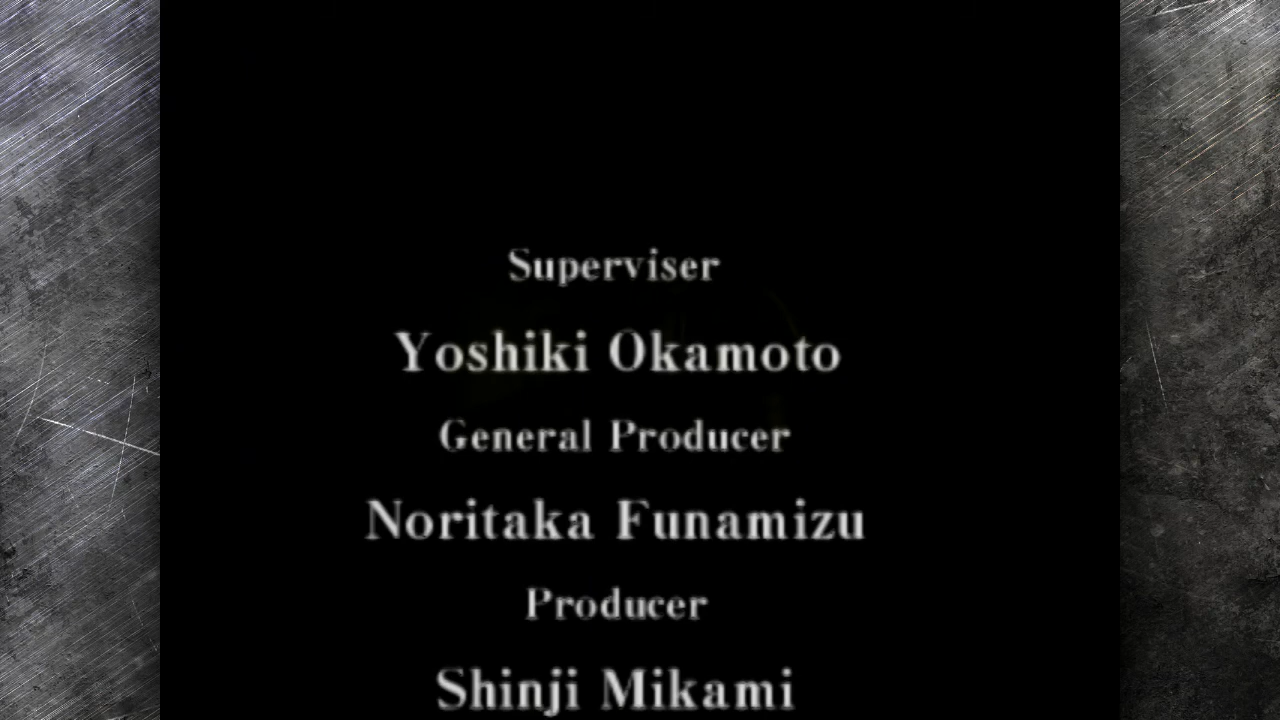 Superviser
Yoshiki Okamoto
General Producer
Noritaka Funamizu
Producer
Shinji Mikami